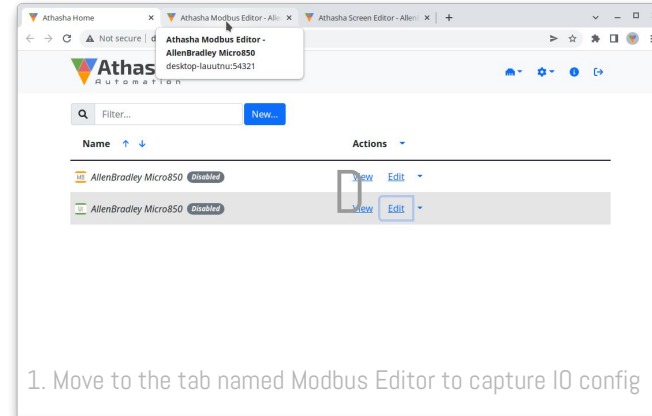 Athasha Home
Athasha Modbus Editor - Alle
Athasha Screen Editor - Allen
Not secure
Athasha Modbus Editor -
AllenBradley Micro850
desktop-lauutnu:54321
Athas
Automation
Filter...
New...
Name
Actions
MB
AllenBradley Micro850 Disabled
View Edit
AllenBradley Micro850 Disabled
View Edit
D
1. Move to the tab named Modbus Editor to capture IO config